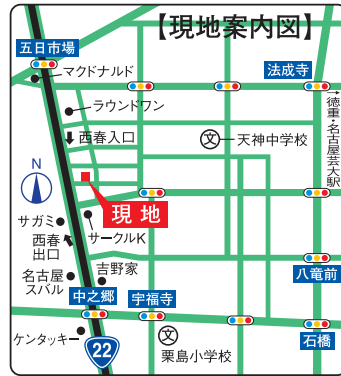 【現地案内図】
五日市場
マクドナルド
法成寺
ラウンドワン
→徳重・名古屋芸大駅
西春入口
文
天神中学校
N
現地
サガミ
サークルK
西春
出口
吉野家
八竜前
名古屋
スバル
中之郷
宇福寺
ケンタッキー
文
石橋
22
栗島小学校